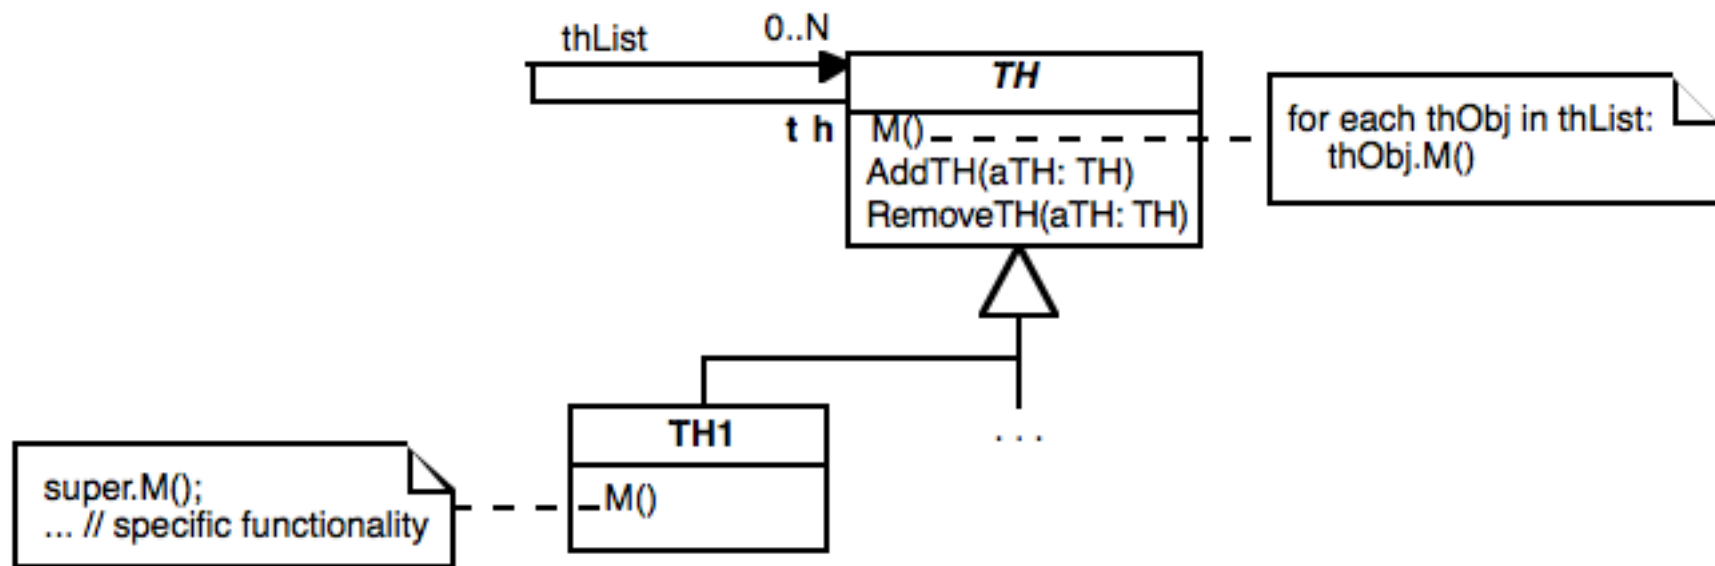 thList
0..N
TH
t h
M()
AddTH(aTH: TH)
RemoveTH(aTH: TH)
for each thObj in thList:
thObj.M()
TH1
M()
. . .
super.M();
... // specific functionality